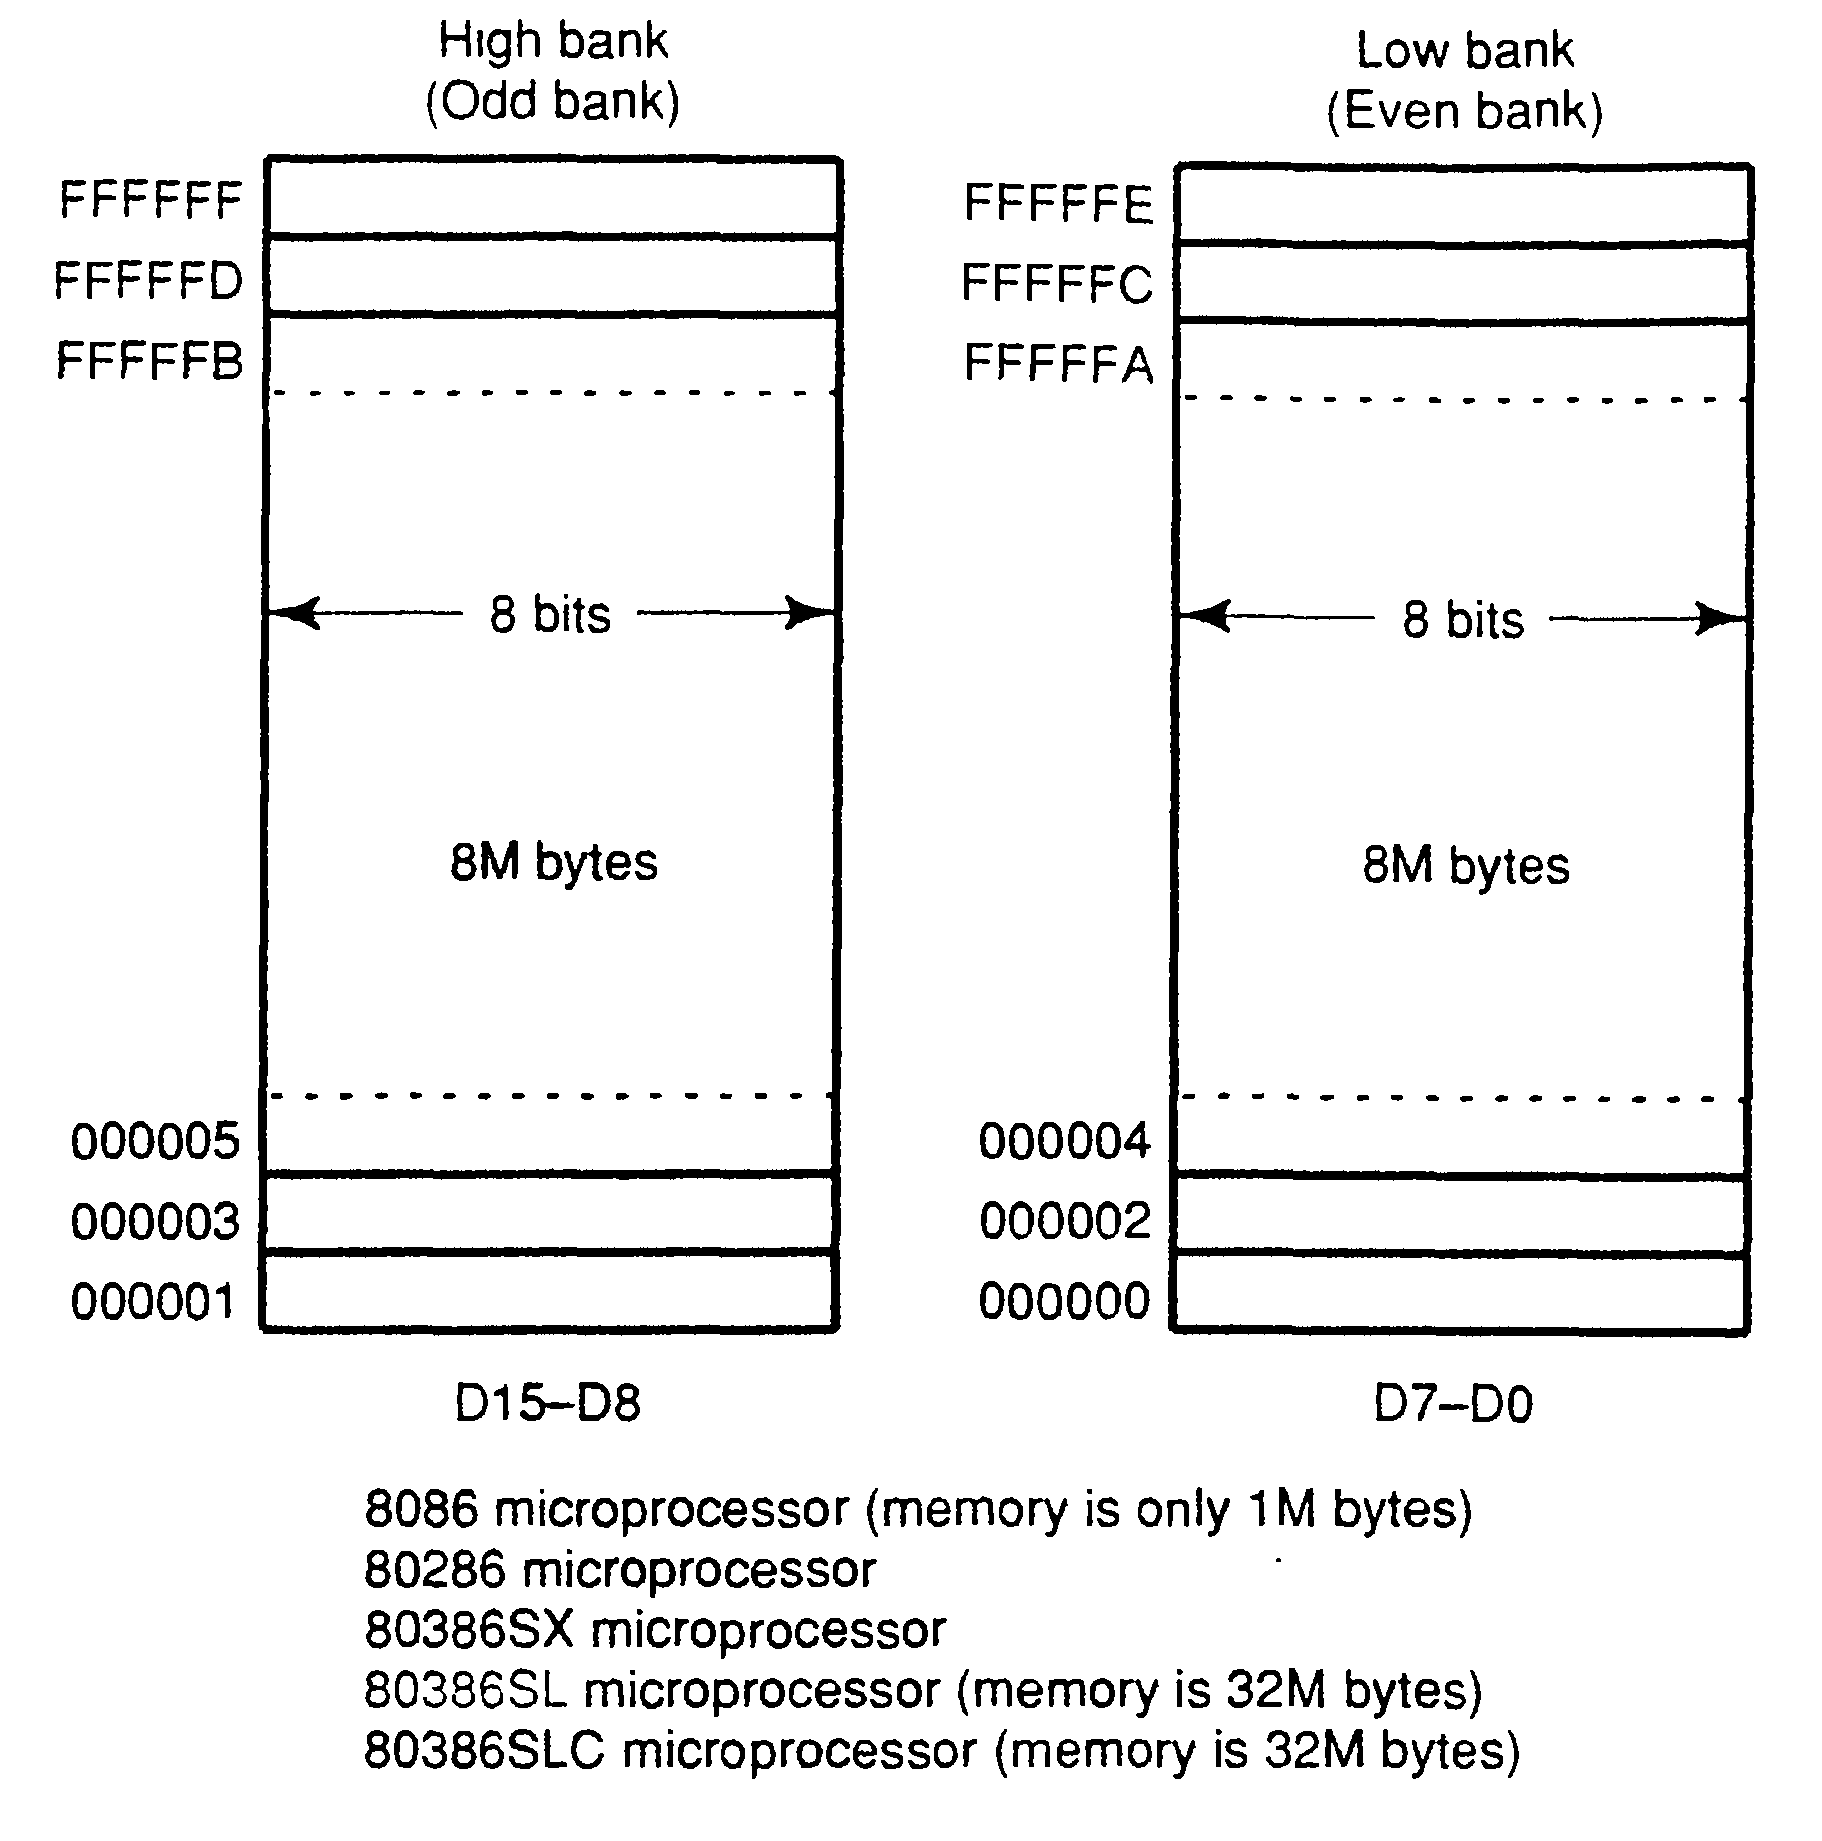 High bank
(Odd bank)
FFFFFF
FFFFFD
FFFFFB
8 bits
8M bytes
000005
000003
000001
D15–D8
Low bank
(Even bank)
FFFFFE
FFFFFC
FFFFFA
8 bits
8M bytes
000004
000002
000000
D7–D0
8086 microprocessor (memory is only 1M bytes)
80286 microprocessor
80386SX microprocessor
80386SL microprocessor (memory is 32M bytes)
80386SLC microprocessor (memory is 32M bytes)